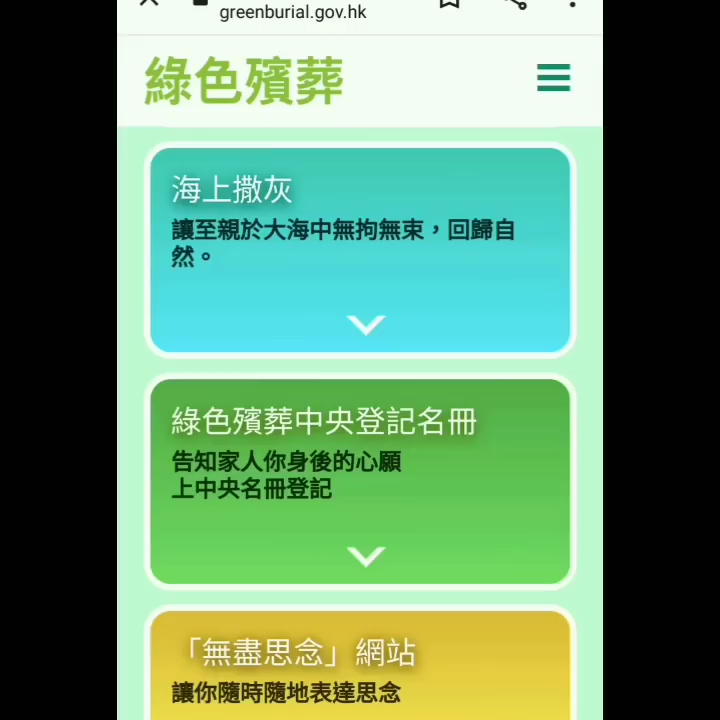 greenburial.gov.hk
綠色殯葬
海上撒灰
讓至親於大海中無拘無束，回歸自
然。
綠色殯葬中央登記名冊
告知家人你身後的心願
上中央名冊登記
「無盡思念」網站
讓你隨時隨地表達思念